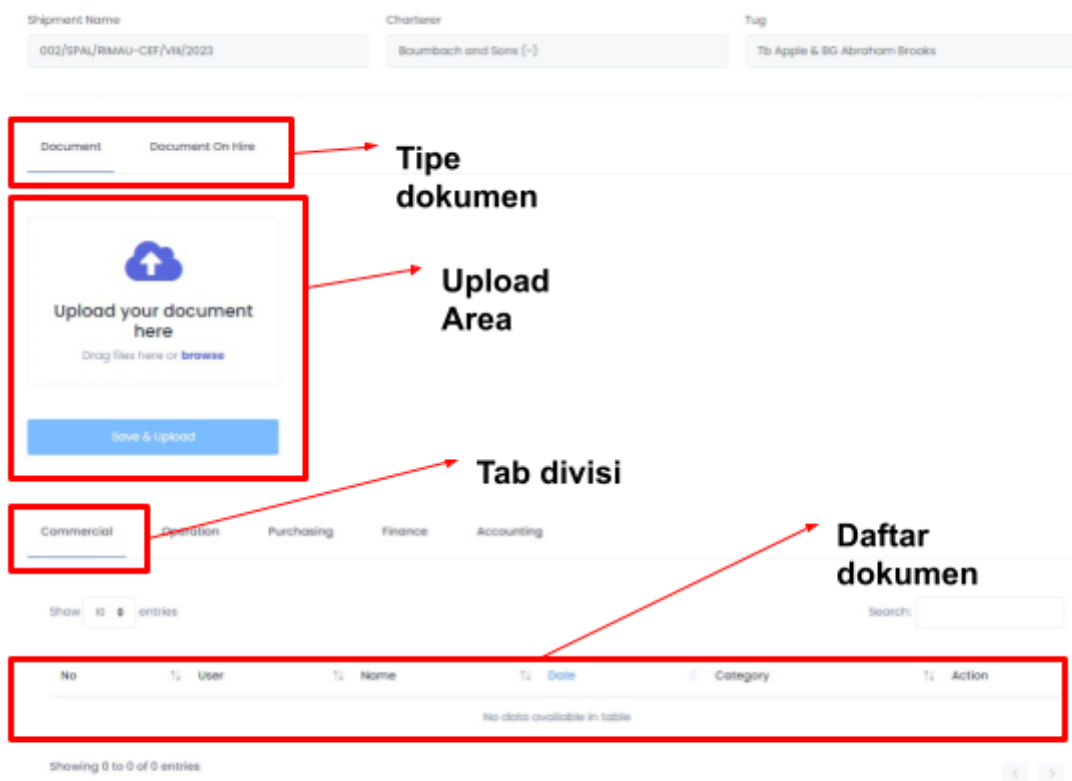 Shipment Name Charterer Tug
002/SPAL/RIMAU-CEF/VIII/2023 Baumbach and Sons (-) Tb Apple & BG Abraham Brooks
Document Document On Hire
Tipe
dokumen
Upload your document
here
Drag files here or browse
Upload
Area
Save & Upload
Tab divisi
Commercial Operation Purchasing Finance Accounting
Daftar
dokumen
Show 10 entries Search:
No User Name Date Category Action
No data available in table
Showing 0 to 0 of 0 entries